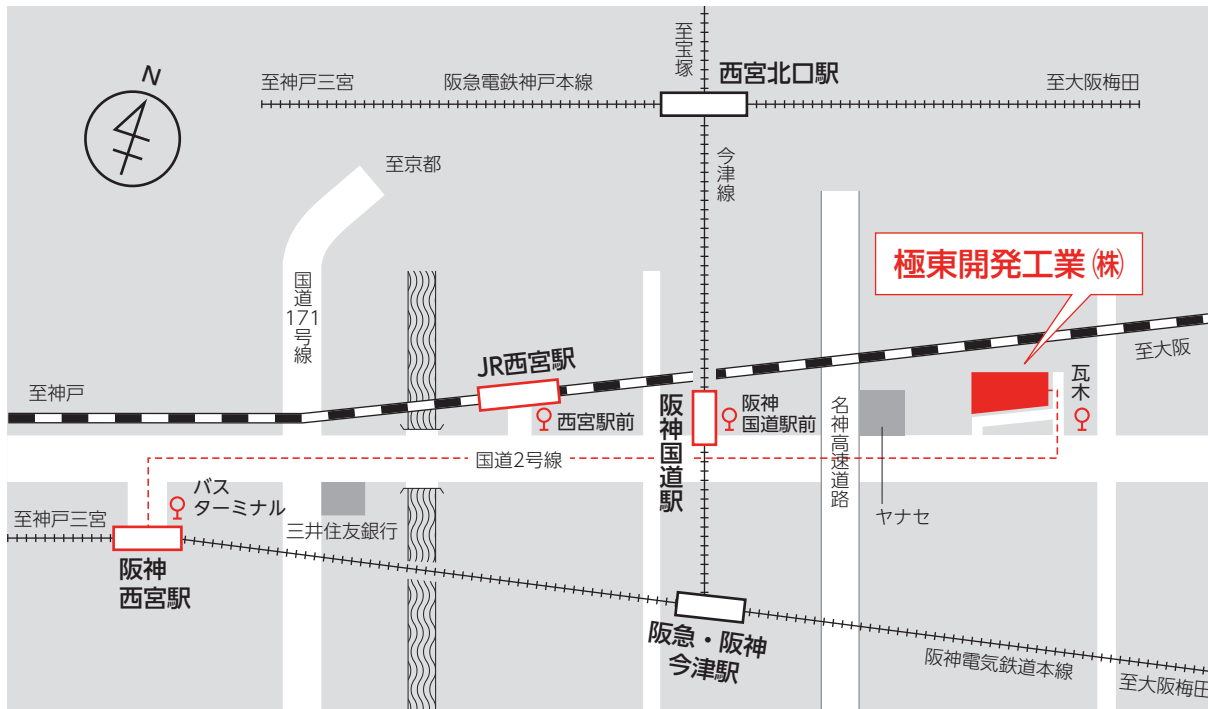 N
至神戸三宮
阪急電鉄神戸本線
至宝塚
西宮北口駅
至大阪梅田
至京都
今津線
極東開発工業㈱
国道171号線
JR西宮駅
至大阪
至神戸
西宮駅前
阪神国道駅
阪神
国道駅前
名神高速道路
瓦木
国道2号線
バス
ターミナル
至神戸三宮
三井住友銀行
ヤナセ
阪神
西宮駅
阪急・阪神
今津駅
阪神電気鉄道本線
至大阪梅田